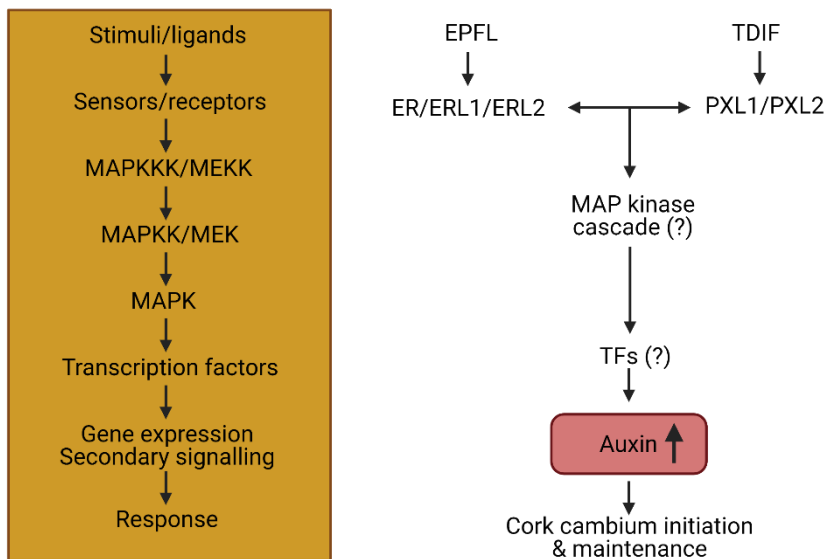 Stimuli/ligands
Sensors/receptors
MAPKKK/MEKK
MAPKK/MEK
MAPK
Transcription factors
Gene expression
Secondary signalling
Response
EPFL
TDIF
ER/ERL1/ERL2
PXL1/PXL2
MAP kinase
cascade (?)
TFs (?)
Auxin
Cork cambium initiation
& maintenance